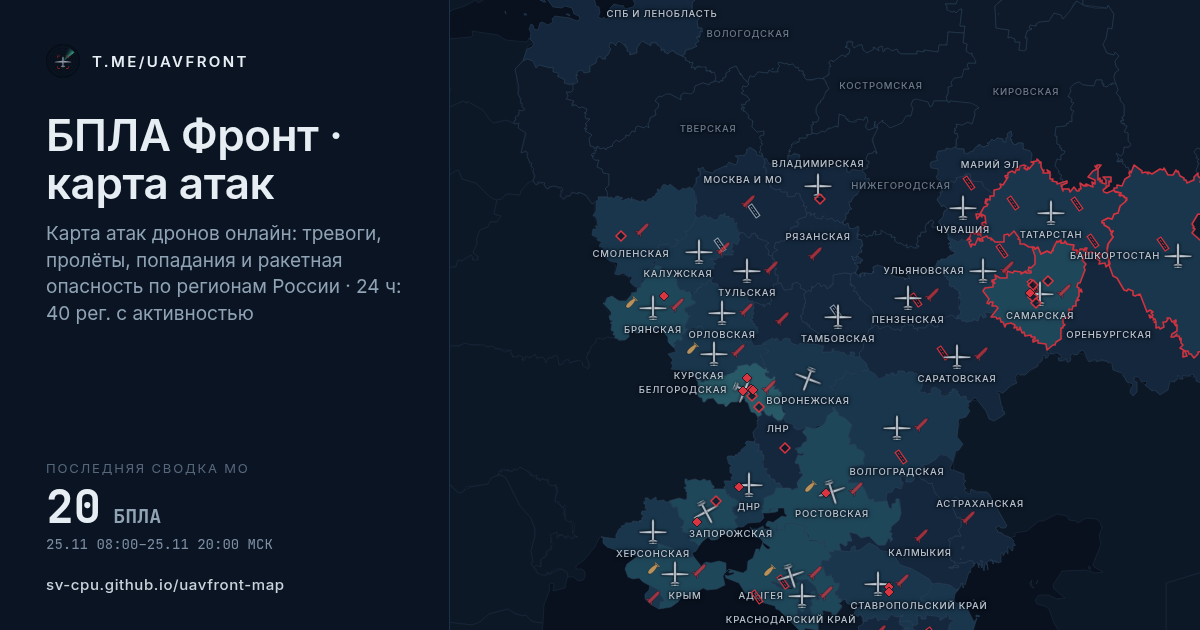 T.ME/UAVFRONT
БПЛА Фронт ·
карта атак
Карта атак дронов онлайн: тревоги,
пролёты, попадания и ракетная
опасность по регионам России · 24 ч:
40 рег. с активностью
ПОСЛЕДНЯЯ СВОДКА МО
20 БПЛА
25.11 08:00–25.11 20:00 МСК
sv-cpu.github.io/uavfront-map
СПБ И ЛЕНОБЛАСТЬ
ВОЛОГОДСКАЯ
КОСТРОМСКАЯ
КИРОВСКАЯ
ТВЕРСКАЯ
ВЛАДИМИРСКАЯ
МАРИЙ ЭЛ
МОСКВА И МО
НИЖЕГОРОДСКАЯ
ЧУВАШИЯ
ТАТАРСТАН
РЯЗАНСКАЯ
СМОЛЕНСКАЯ
БАШКОРТОСТАН
КАЛУЖСКАЯ
УЛЬЯНОВСКАЯ
ТУЛЬСКАЯ
САМАРСКАЯ
ПЕНЗЕНСКАЯ
БРЯНСКАЯ
ОРЛОВСКАЯ
ТАМБОВСКАЯ
ОРЕНБУРГСКАЯ
КУРСКАЯ
САРАТОВСКАЯ
БЕЛГОРОДСКАЯ
ВОРОНЕЖСКАЯ
ЛНР
ВОЛГОГРАДСКАЯ
ДНР
АСТРАХАНСКАЯ
РОСТОВСКАЯ
ЗАПОРОЖСКАЯ
ХЕРСОНСКАЯ
КАЛМЫКИЯ
КРЫМ
АДЫГЕЯ
СТАВРОПОЛЬСКИЙ КРАЙ
КРАСНОДАРСКИЙ КРАЙ